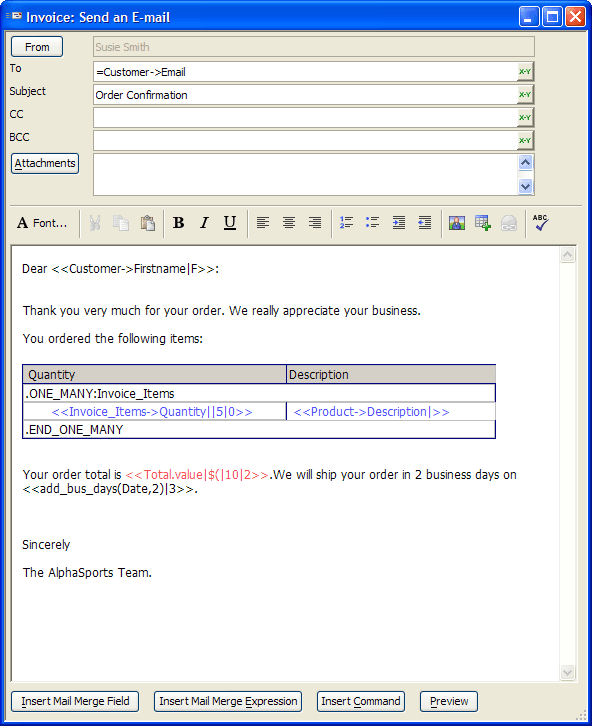 Invoice: Send an E-mail
From Susie Smith
To =Customer->Email X-Y
Subject Order Confirmation X-Y
CC X-Y
BCC X-Y
Attachments
A Font... B I U ABC
Dear <<Customer->Firstname|F>>:
Thank you very much for your order. We really appreciate your business.
You ordered the following items:
Quantity Description
.ONE_MANY:Invoice_Items
<<Invoice_Items->Quantity||5|0>> <<Product->Description|>>
.END_ONE_MANY
Your order total is <<Total.value|$(|10|2>>.We will ship your order in 2 business days on
<<add_bus_days(Date,2)|3>>.
Sincerely
The AlphaSports Team.
Insert Mail Merge Field Insert Mail Merge Expression Insert Command Preview